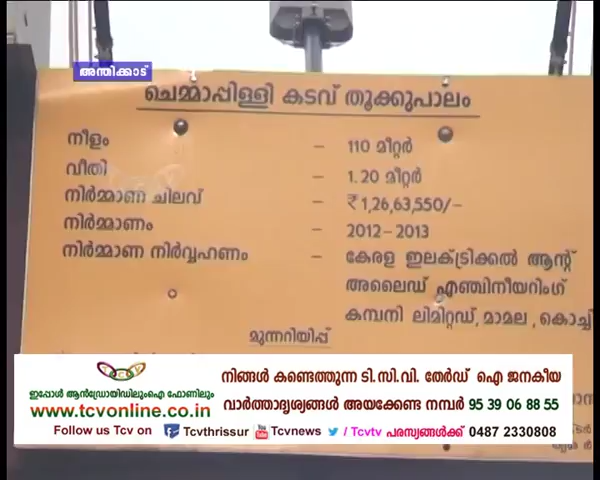 അന്തിക്കാട്
ചെമ്മാപ്പിള്ളി കടവ് തൂക്കുപാലം
നീളം - 110 മീറ്റർ
വീതി - 1.20 മീറ്റർ
നിർമ്മാണ ചിലവ് - ₹1,26,63,550/-
നിർമ്മാണം - 2012-2013
നിർമ്മാണ നിർവ്വഹണം - കേരള ഇലക്ട്രിക്കൽ ആന്റ്
അലൈഡ് എഞ്ചിനീയറിംഗ്
കമ്പനി ലിമിറ്റഡ്, മാമല, കൊച്ചി
മുന്നറിയിപ്പ്
TCV
നിങ്ങൾ കണ്ടെത്തുന്ന ടി.സി.വി. തേർഡ് ഐ ജനകീയ
ഇപ്പോൾ ആൻഡ്രോയിഡിലുംഐ ഫോണിലും
www.tcvonline.co.in
വാർത്താദൃശ്യങ്ങൾ അയക്കേണ്ട നമ്പർ 95 39 06 88 55
Follow us Tcv on Tcvthrissur Tcvnews / Tcvtv പരസ്യങ്ങൾക്ക് 0487 2330808